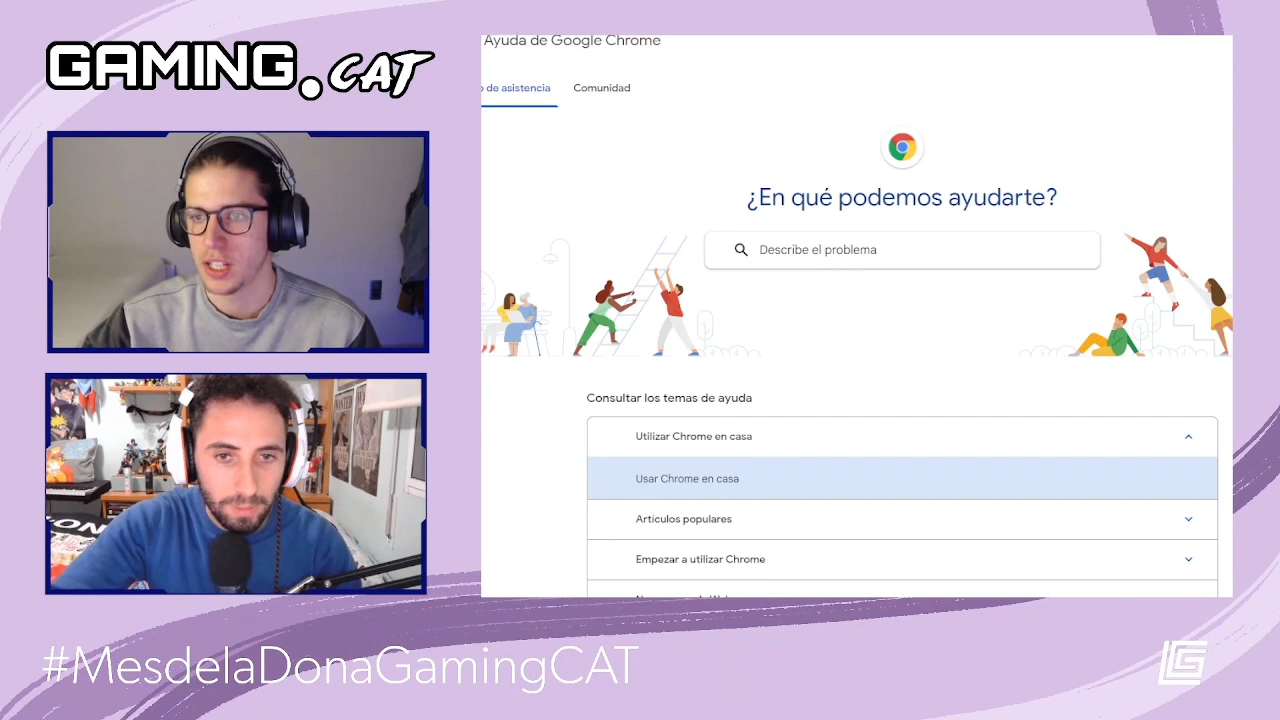 GAMING.CAT
Ayuda de Google Chrome
o de asistencia
Comunidad
¿En qué podemos ayudarte?
Describe el problema
Consultar los temas de ayuda
Utilizar Chrome en casa
Usar Chrome en casa
Artículos populares
Empezar a utilizar Chrome
#MesdelaDonaGamingCAT